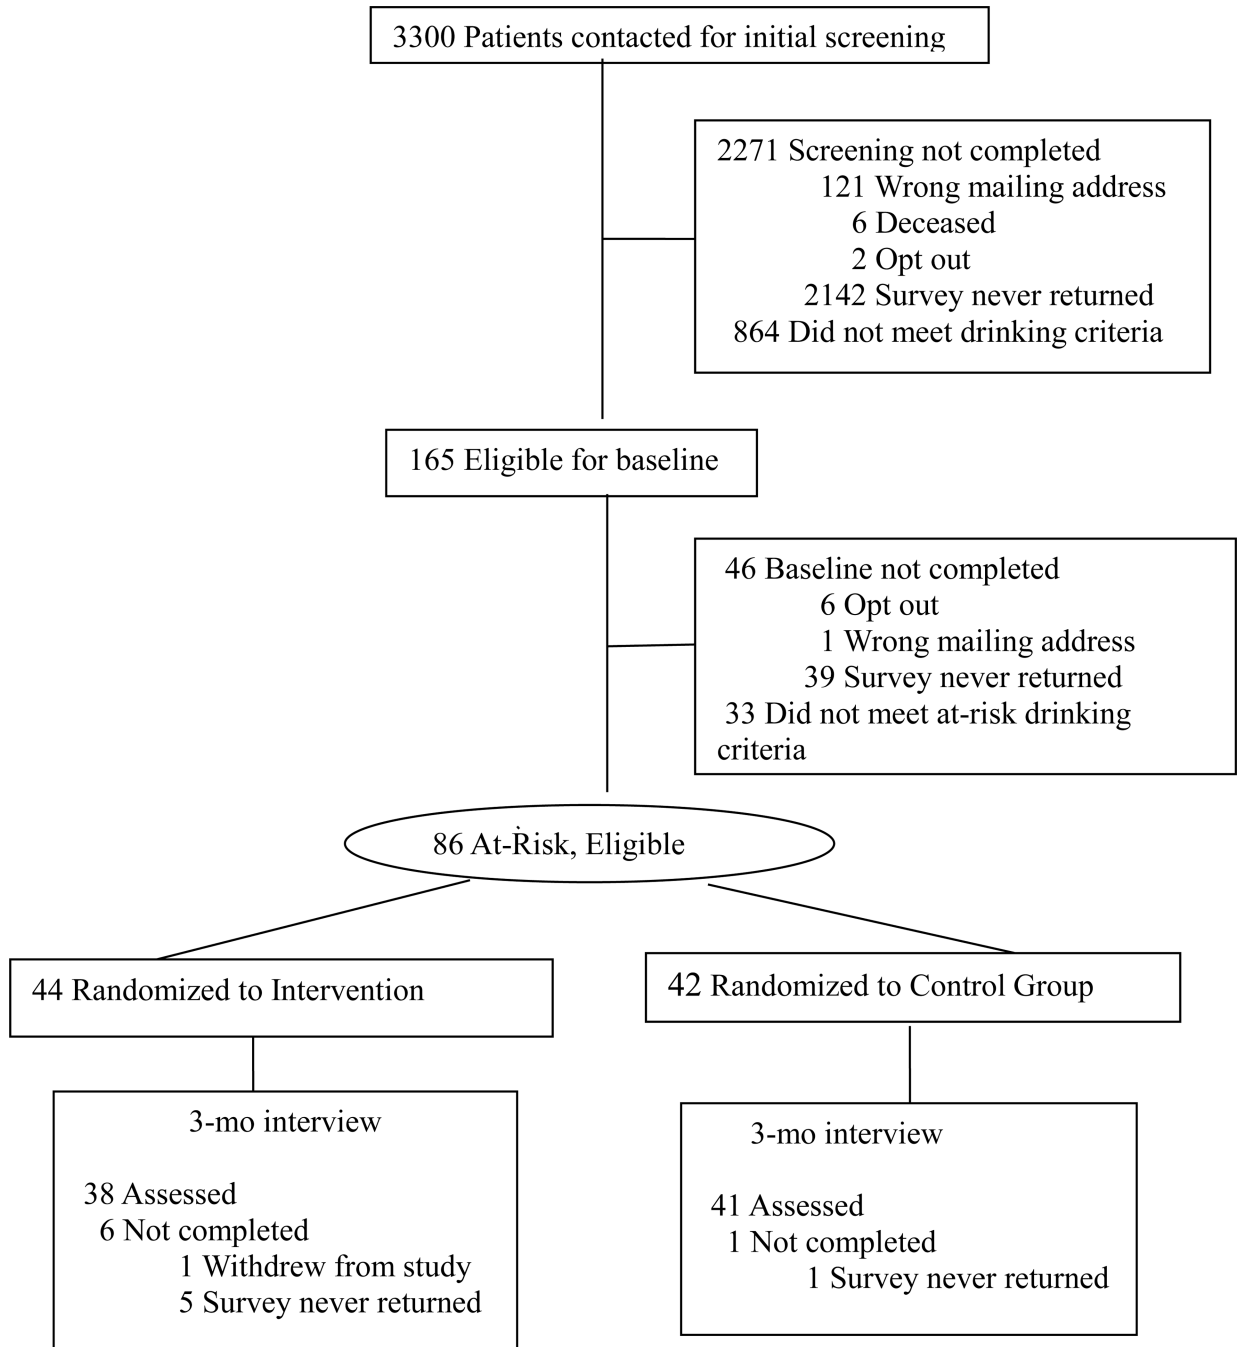 3300 Patients contacted for initial screening
2271 Screening not completed
121 Wrong mailing address
6 Deceased
2 Opt out
2142 Survey never returned
864 Did not meet drinking criteria
165 Eligible for baseline
46 Baseline not completed
6 Opt out
1 Wrong mailing address
39 Survey never returned
33 Did not meet at-risk drinking
criteria
86 At-Risk, Eligible
44 Randomized to Intervention
42 Randomized to Control Group
3-mo interview
38 Assessed
6 Not completed
1 Withdrew from study
5 Survey never returned
3-mo interview
41 Assessed
1 Not completed
1 Survey never returned